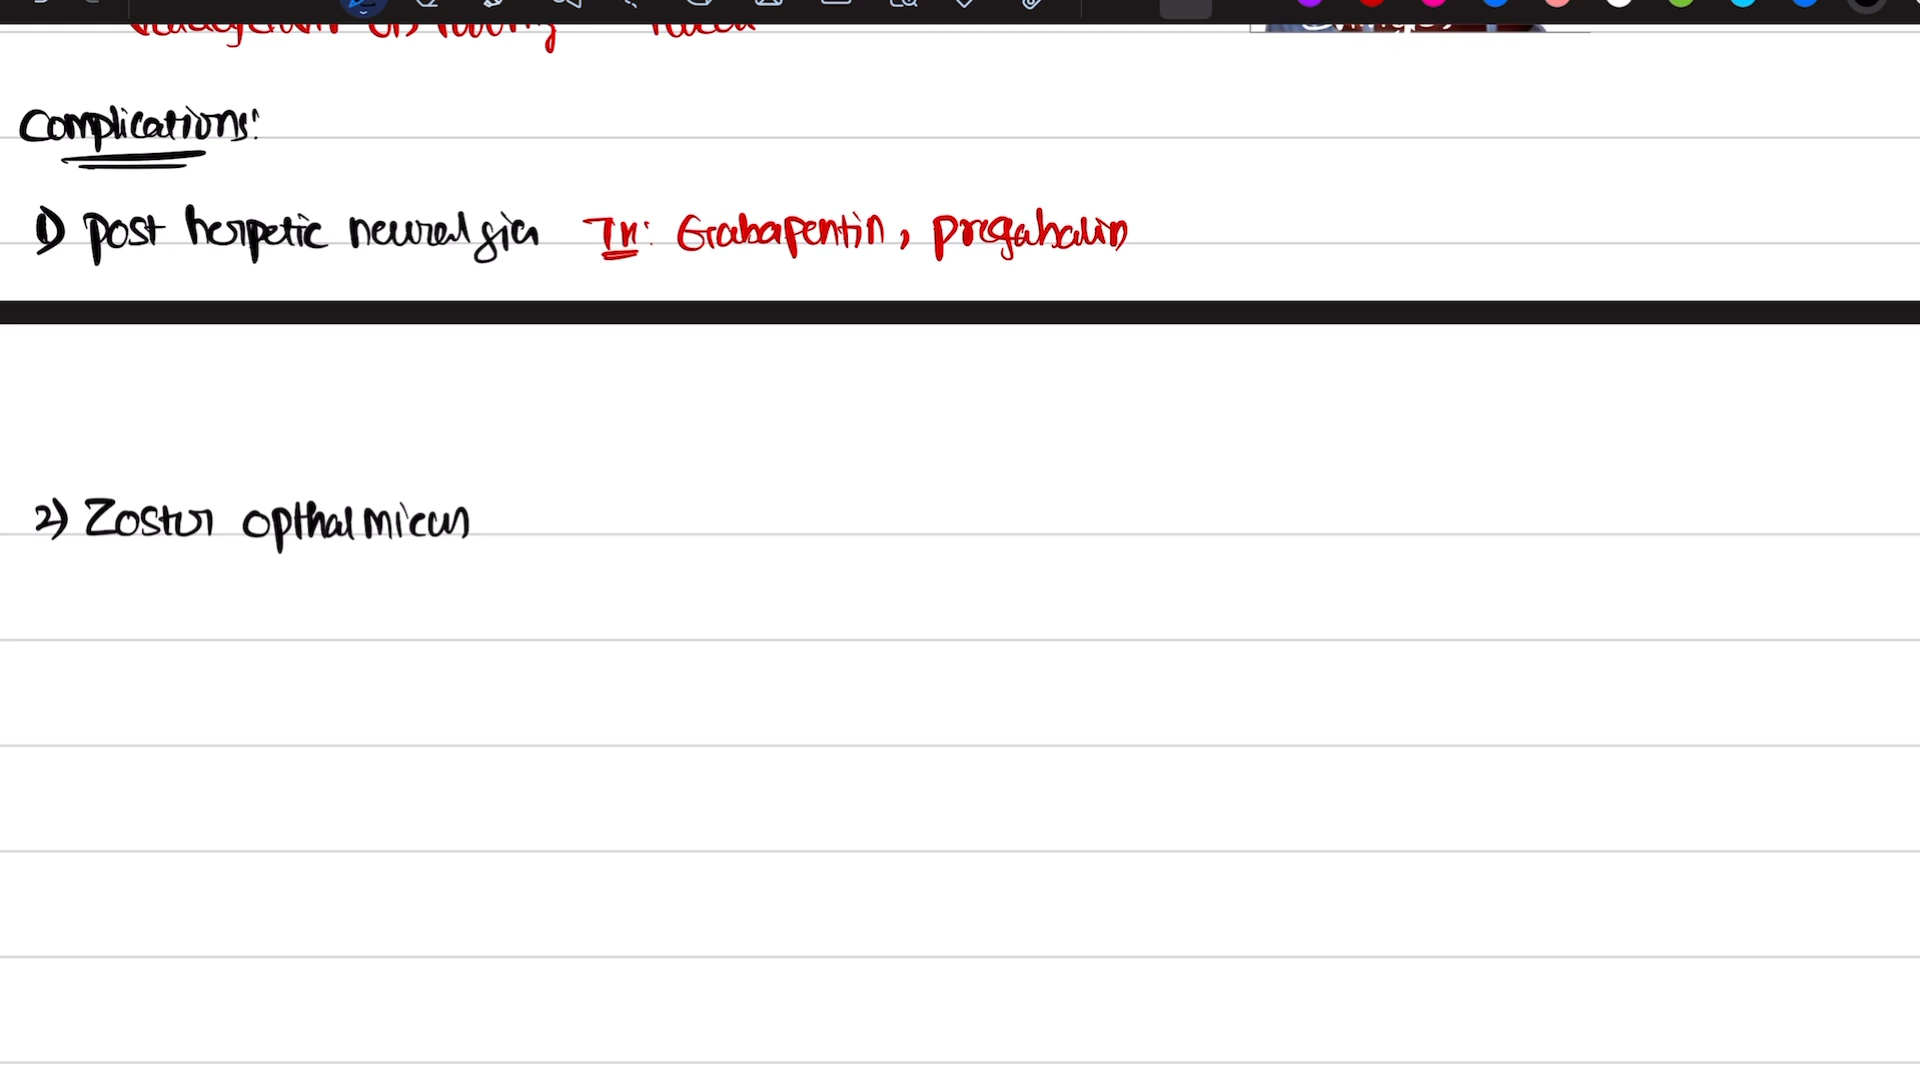 Complications:
1) post herpetic neuralgia Tx: Gabapentin, pregabalin
2) Zoster opthalmicus